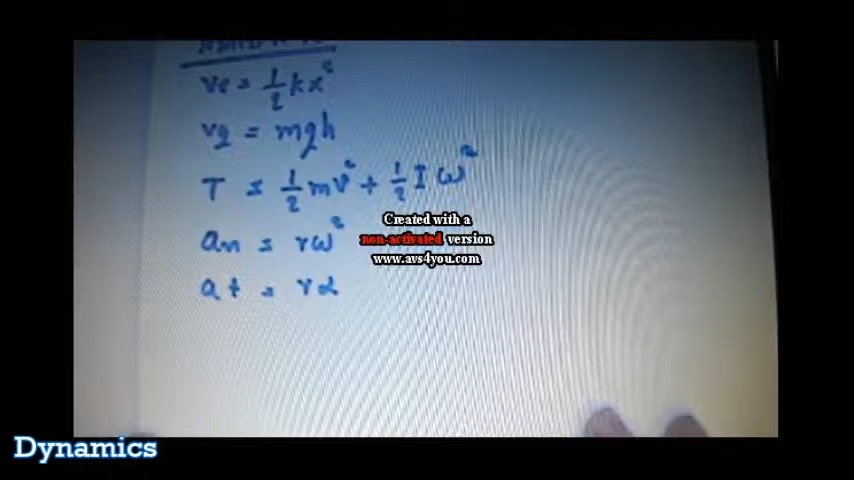 Ve = 1/2 kx²
Vg = mgh
T = 1/2 mv² + 1/2 I ω²
an = rω²
at = rα
Created with a
non-activated version
www.avs4you.com
Dynamics